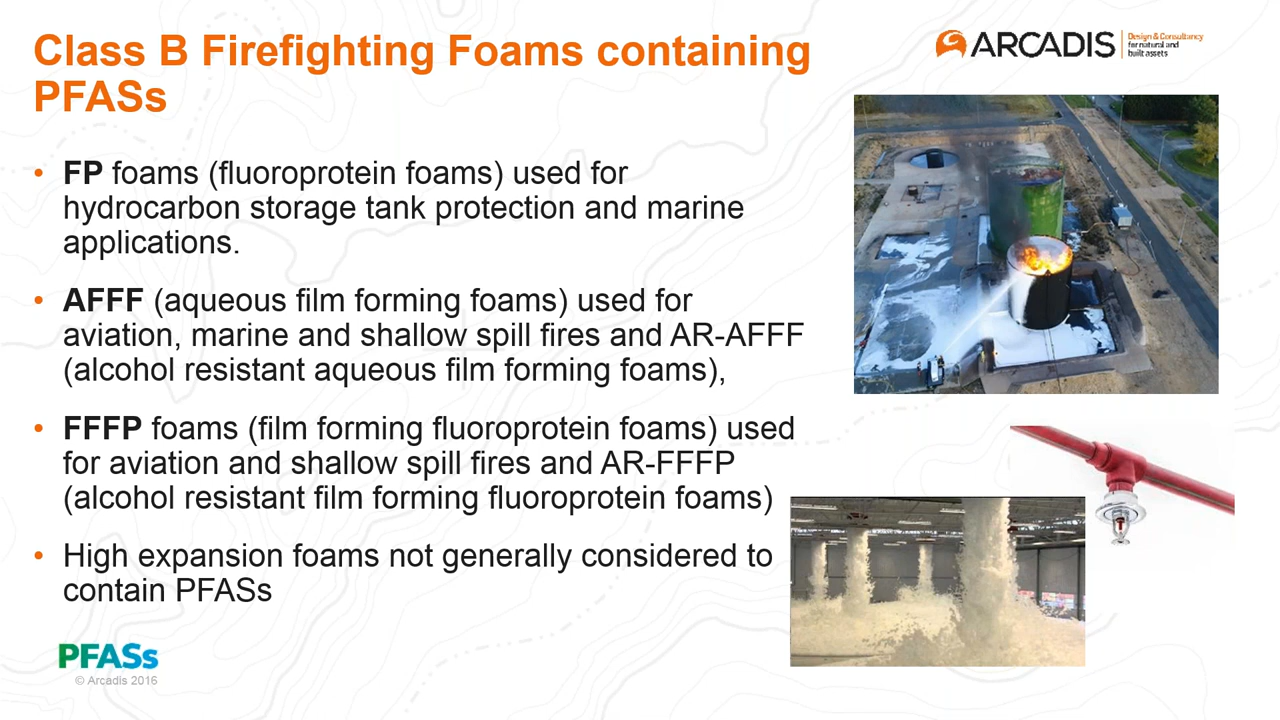 Class B Firefighting Foams containing
PFASs
ARCADIS
Design & Consultancy
for natural and
built assets
• FP foams (fluoroprotein foams) used for
hydrocarbon storage tank protection and marine
applications.
• AFFF (aqueous film forming foams) used for
aviation, marine and shallow spill fires and AR-AFFF
(alcohol resistant aqueous film forming foams),
• FFFP foams (film forming fluoroprotein foams) used
for aviation and shallow spill fires and AR-FFFP
(alcohol resistant film forming fluoroprotein foams)
• High expansion foams not generally considered to
contain PFASs
PFASs
© Arcadis 2016